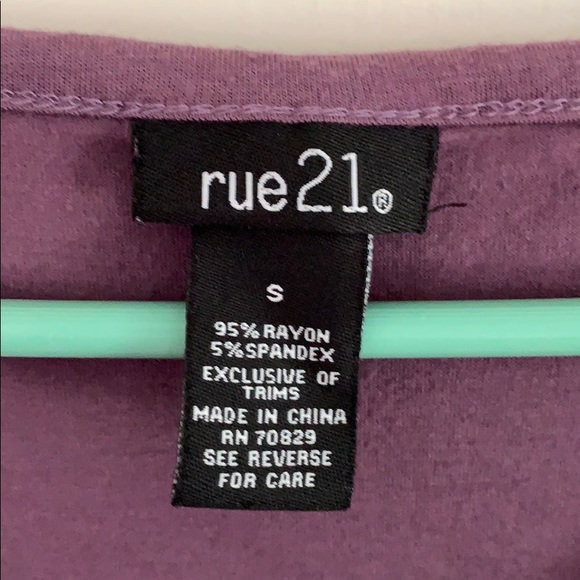 rue21®
S
95% RAYON
5% SPANDEX
EXCLUSIVE OF
TRIMS
MADE IN CHINA
RN 70829
SEE REVERSE
FOR CARE